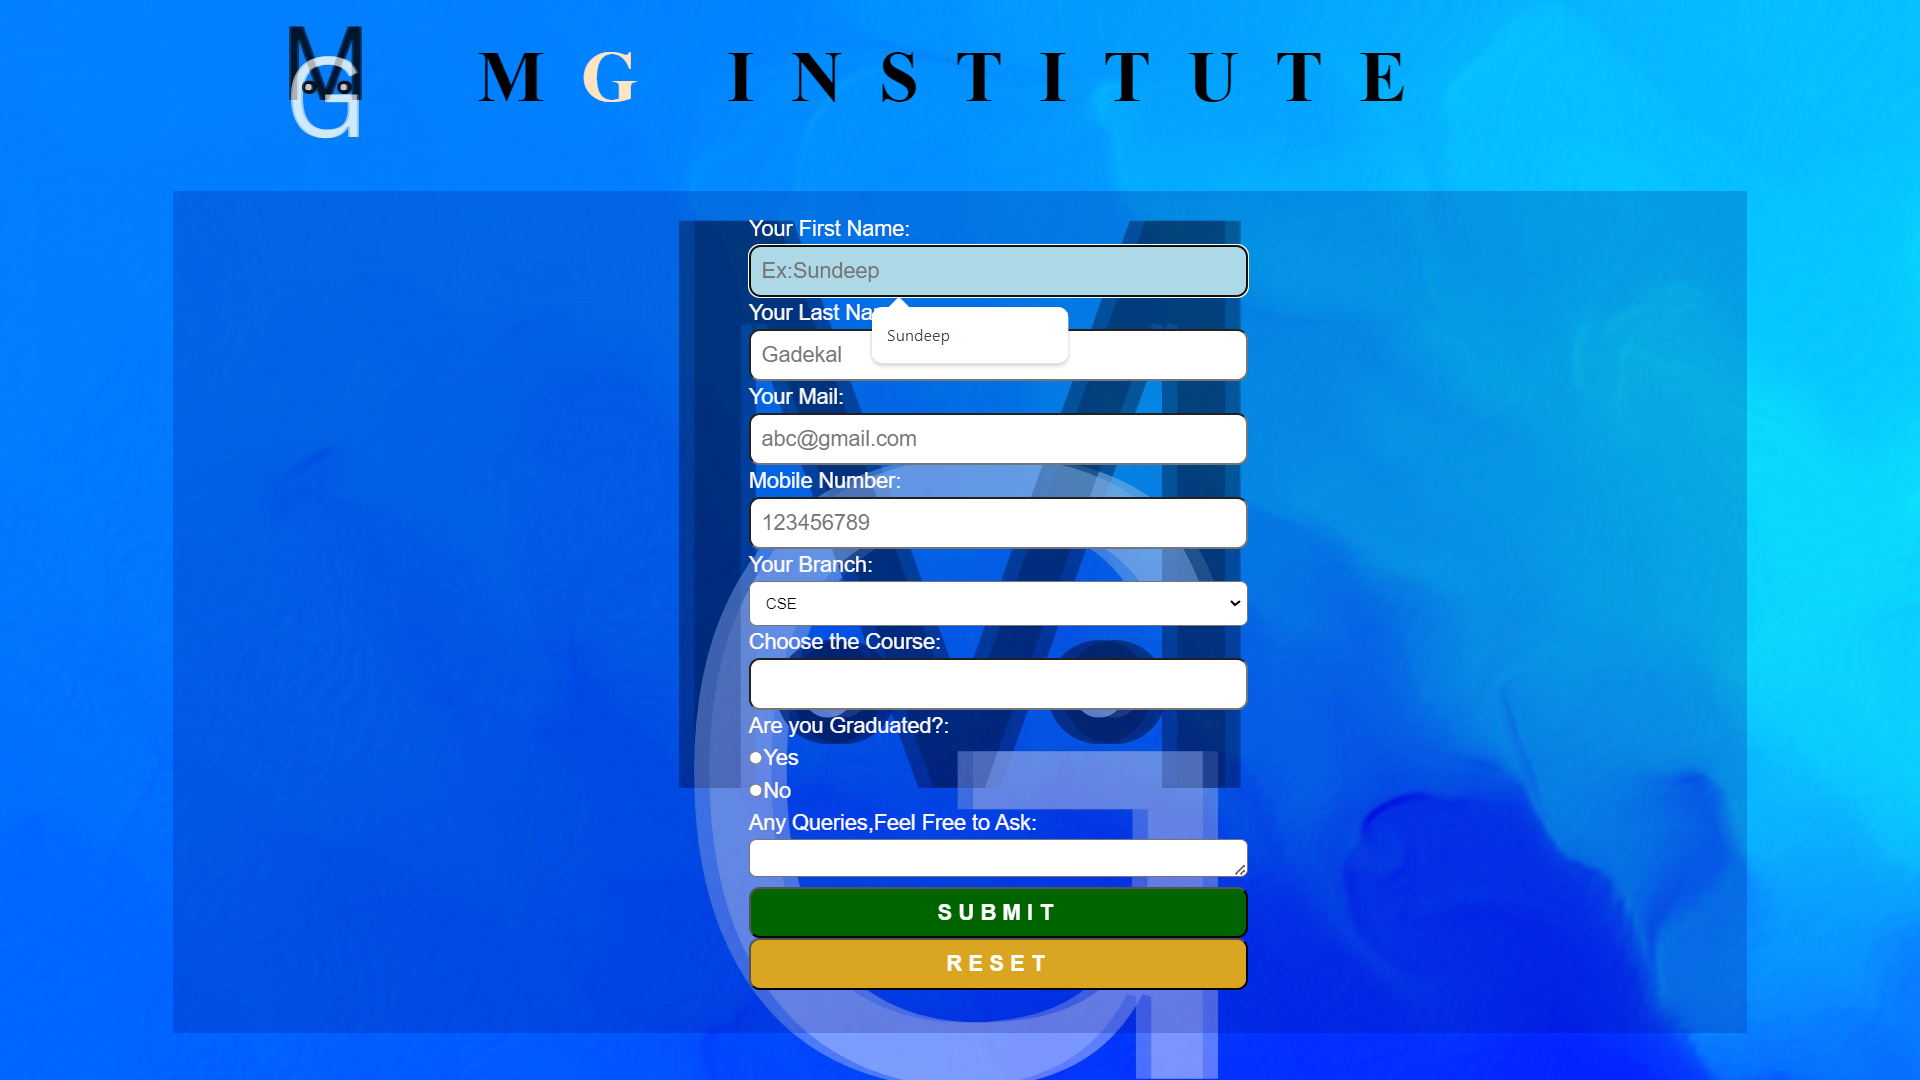 MG
M G INSTITUTE
Your First Name:
Ex:Sundeep
Your Last Na
Sundeep
Gadekal
Your Mail:
abc@gmail.com
Mobile Number:
123456789
Your Branch:
CSE
Choose the Course:
Are you Graduated?:
Yes
No
Any Queries,Feel Free to Ask:
SUBMIT
RESET